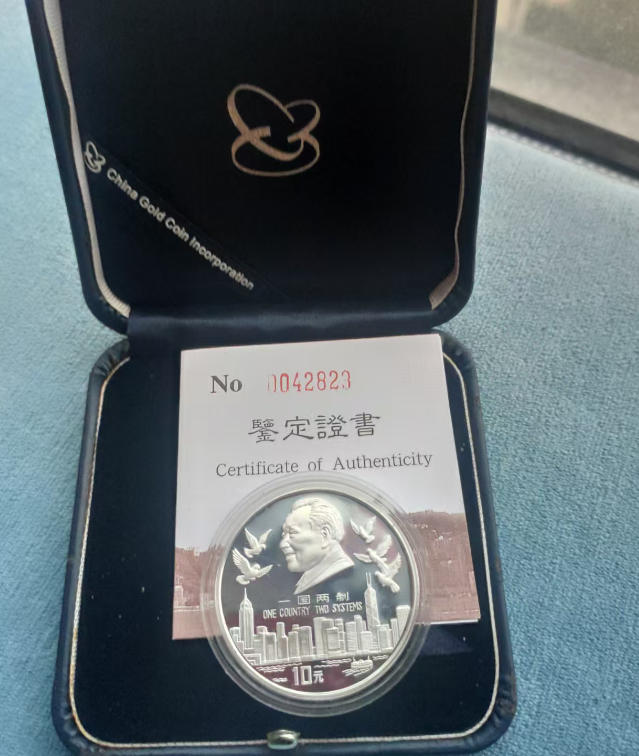 China Gold Coin Incorporation
No 0042823
鑒定證書
Certificate of Authenticity
一国两制
ONE COUNTRY TWO SYSTEMS
10元